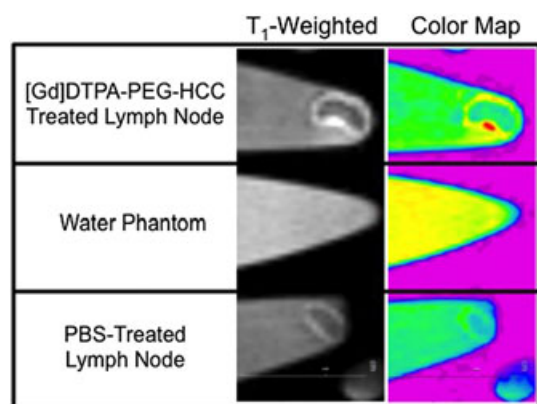 T₁-Weighted Color Map
[Gd]DTPA-PEG-HCC
Treated Lymph Node
Water Phantom
PBS-Treated
Lymph Node